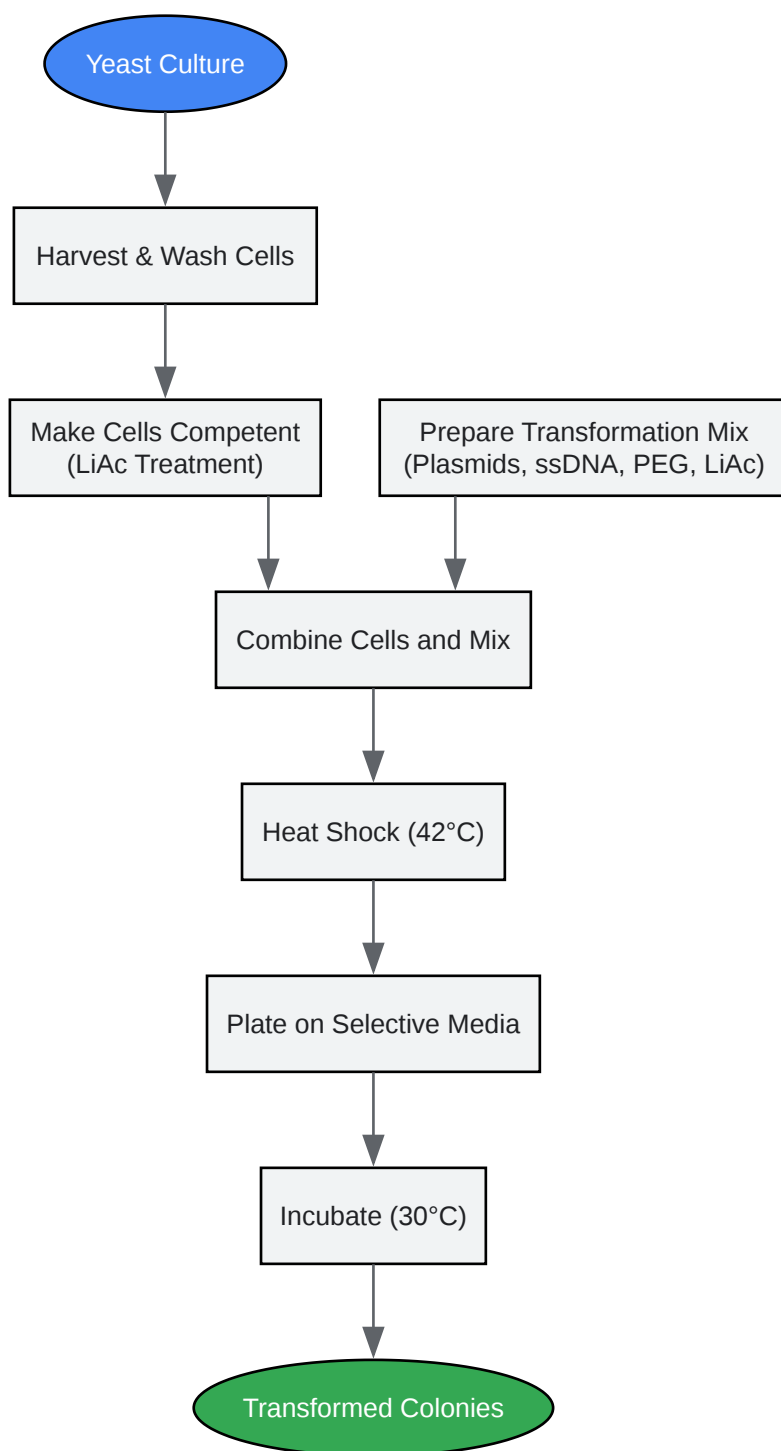 Yeast Culture
Harvest & Wash Cells
Make Cells Competent
(LiAc Treatment)
Prepare Transformation Mix
(Plasmids, ssDNA, PEG, LiAc)
Combine Cells and Mix
Heat Shock (42°C)
Plate on Selective Media
Incubate (30°C)
Transformed Colonies